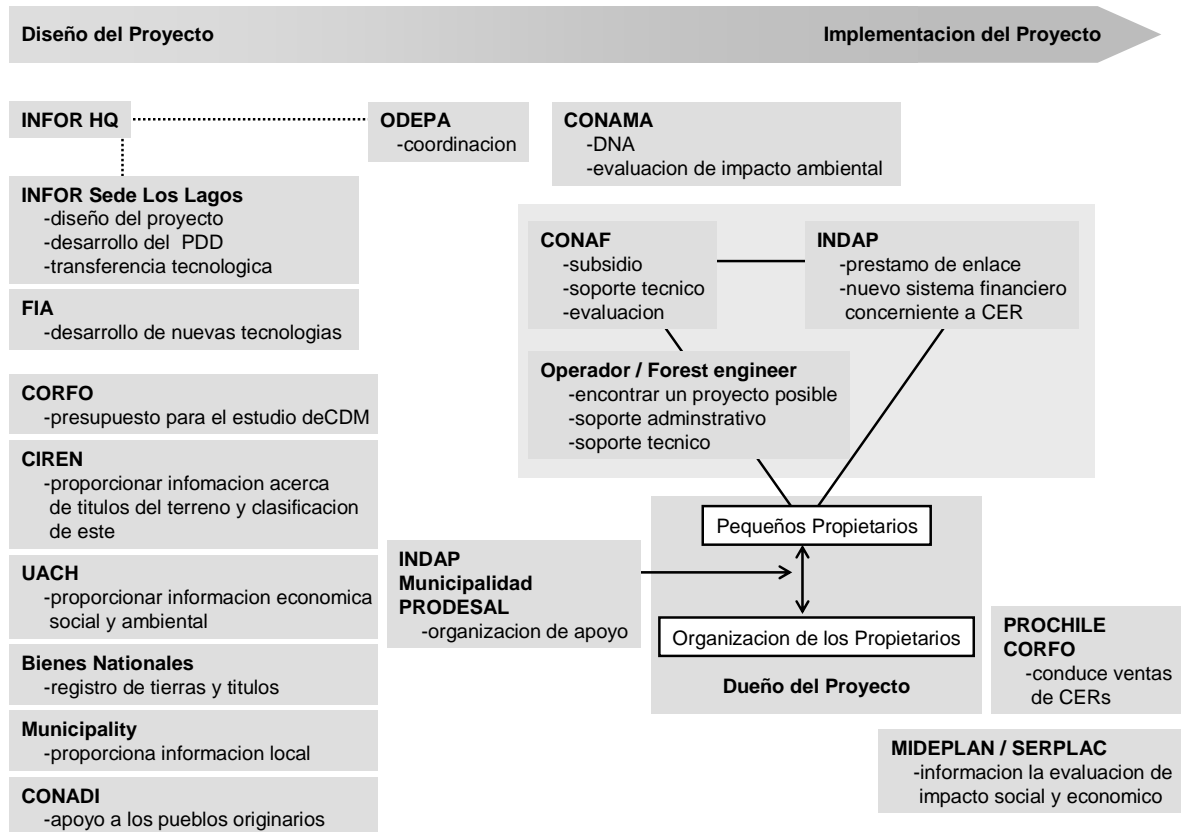 Diseño del Proyecto
Implementacion del Proyecto
INFOR HQ
ODEPA
-coordinacion
CONAMA
-DNA
-evaluacion de impacto ambiental
INFOR Sede Los Lagos
-diseño del proyecto
-desarrollo del PDD
-transferencia tecnologica
FIA
-desarrollo de nuevas tecnologias
CONAF
-subsidio
-soporte tecnico
-evaluacion
INDAP
-prestamo de enlace
-nuevo sistema financiero
concerniente a CER
Operador / Forest engineer
-encontrar un proyecto posible
-soporte adminstrativo
-soporte tecnico
CORFO
-presupuesto para el estudio deCDM
CIREN
-proporcionar infomacion acerca
de titulos del terreno y clasificacion
de este
UACH
-proporcionar informacion economica
social y ambiental
Bienes Nationales
-registro de tierras y titulos
Municipality
-proporciona informacion local
CONADI
-apoyo a los pueblos originarios
INDAP
Municipalidad
PRODESAL
-organizacion de apoyo
Pequeños Propietarios
Organizacion de los Propietarios
Dueño del Proyecto
PROCHILE
CORFO
-conduce ventas
de CERs
MIDEPLAN / SERPLAC
-informacion la evaluacion de
impacto social y economico